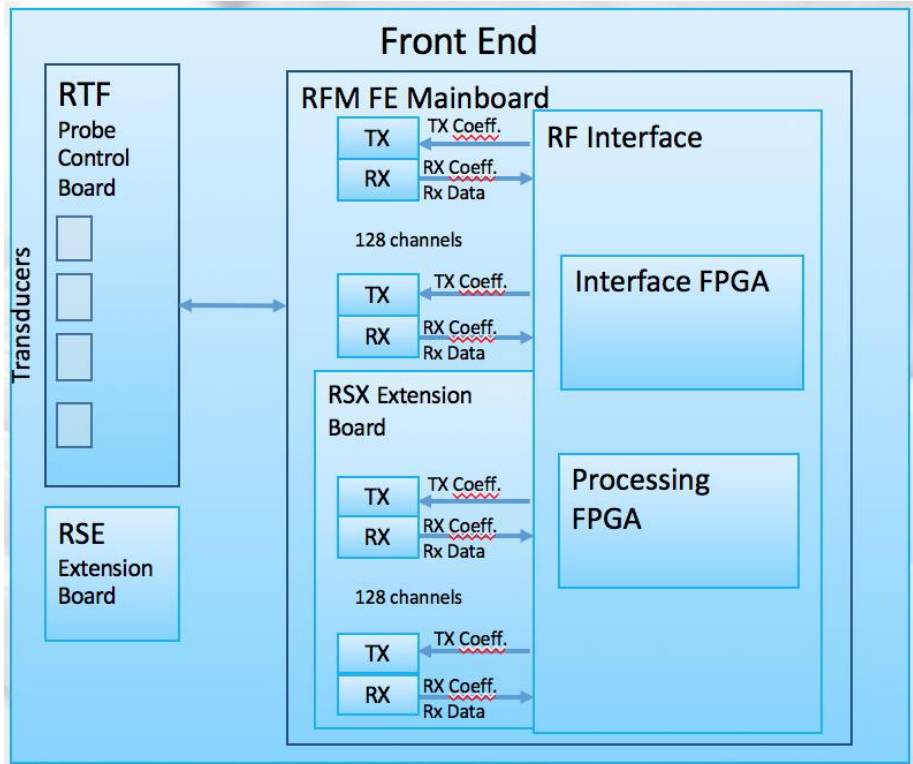 Front End
RTF
Probe
Control
Board
Transducers
RSE
Extension
Board
RFM FE Mainboard
TX
TX Coeff.
RX
RX Coeff.
Rx Data
128 channels
TX
TX Coeff.
RX
RX Coeff.
Rx Data
RSX Extension
Board
TX
TX Coeff.
RX
RX Coeff.
Rx Data
128 channels
TX
TX Coeff.
RX
RX Coeff.
Rx Data
RF Interface
Interface FPGA
Processing
FPGA